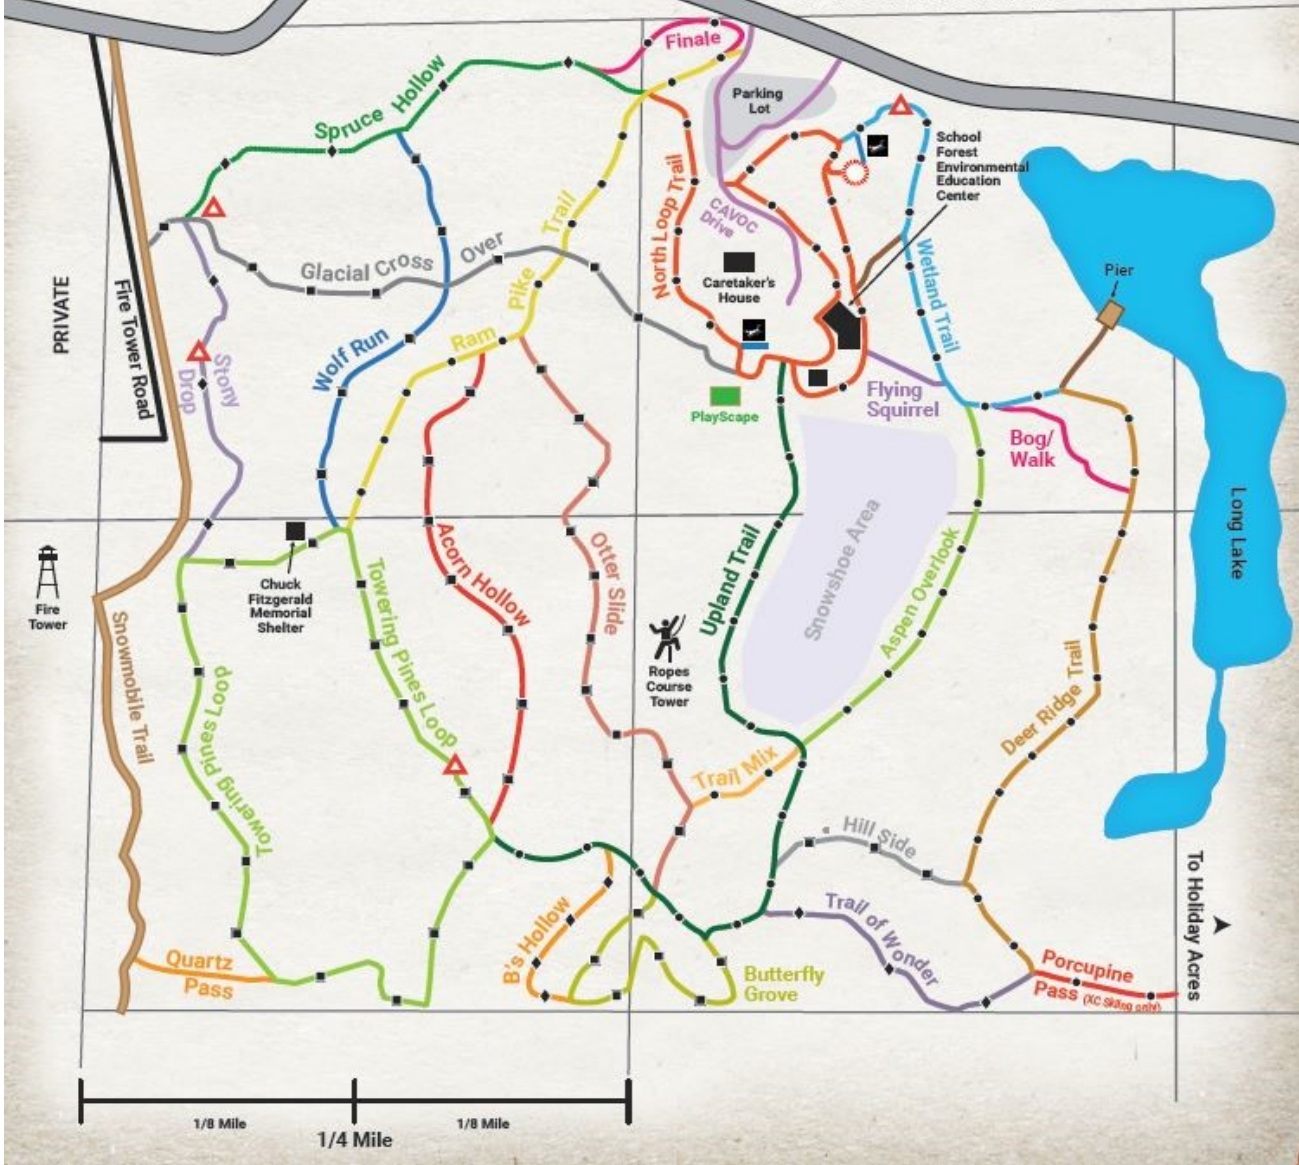 Finale
Spruce Hollow
Parking
Lot
School
Forest
Environmental
Education
Center
North Loop Trail
CAVOC
Drive
Pike Trail
Glacial Cross Over
Caretaker's
House
Wetland Trail
Pier
PRIVATE
Fire Tower Road
Stony
Drop
Wolf Run
Ram
PlayScape
Flying
Squirrel
Bog/
Walk
Long Lake
Snowshoe Area
Upland Trail
Aspen Overlook
Acorn Hollow
Otter Slide
Towering Pines Loop
Chuck
Fitzgerald
Memorial
Shelter
Fire
Tower
Snowmobile Trail
Towering Pines Loop
Ropes
Course
Tower
Deer Ridge Trail
Trail Mix
Hill Side
To Holiday Acres
Trail of Wonder
B's Hollow
Butterfly
Grove
Quartz
Pass
Porcupine
Pass (XC Skiing only!)
1/8 Mile
1/8 Mile
1/4 Mile